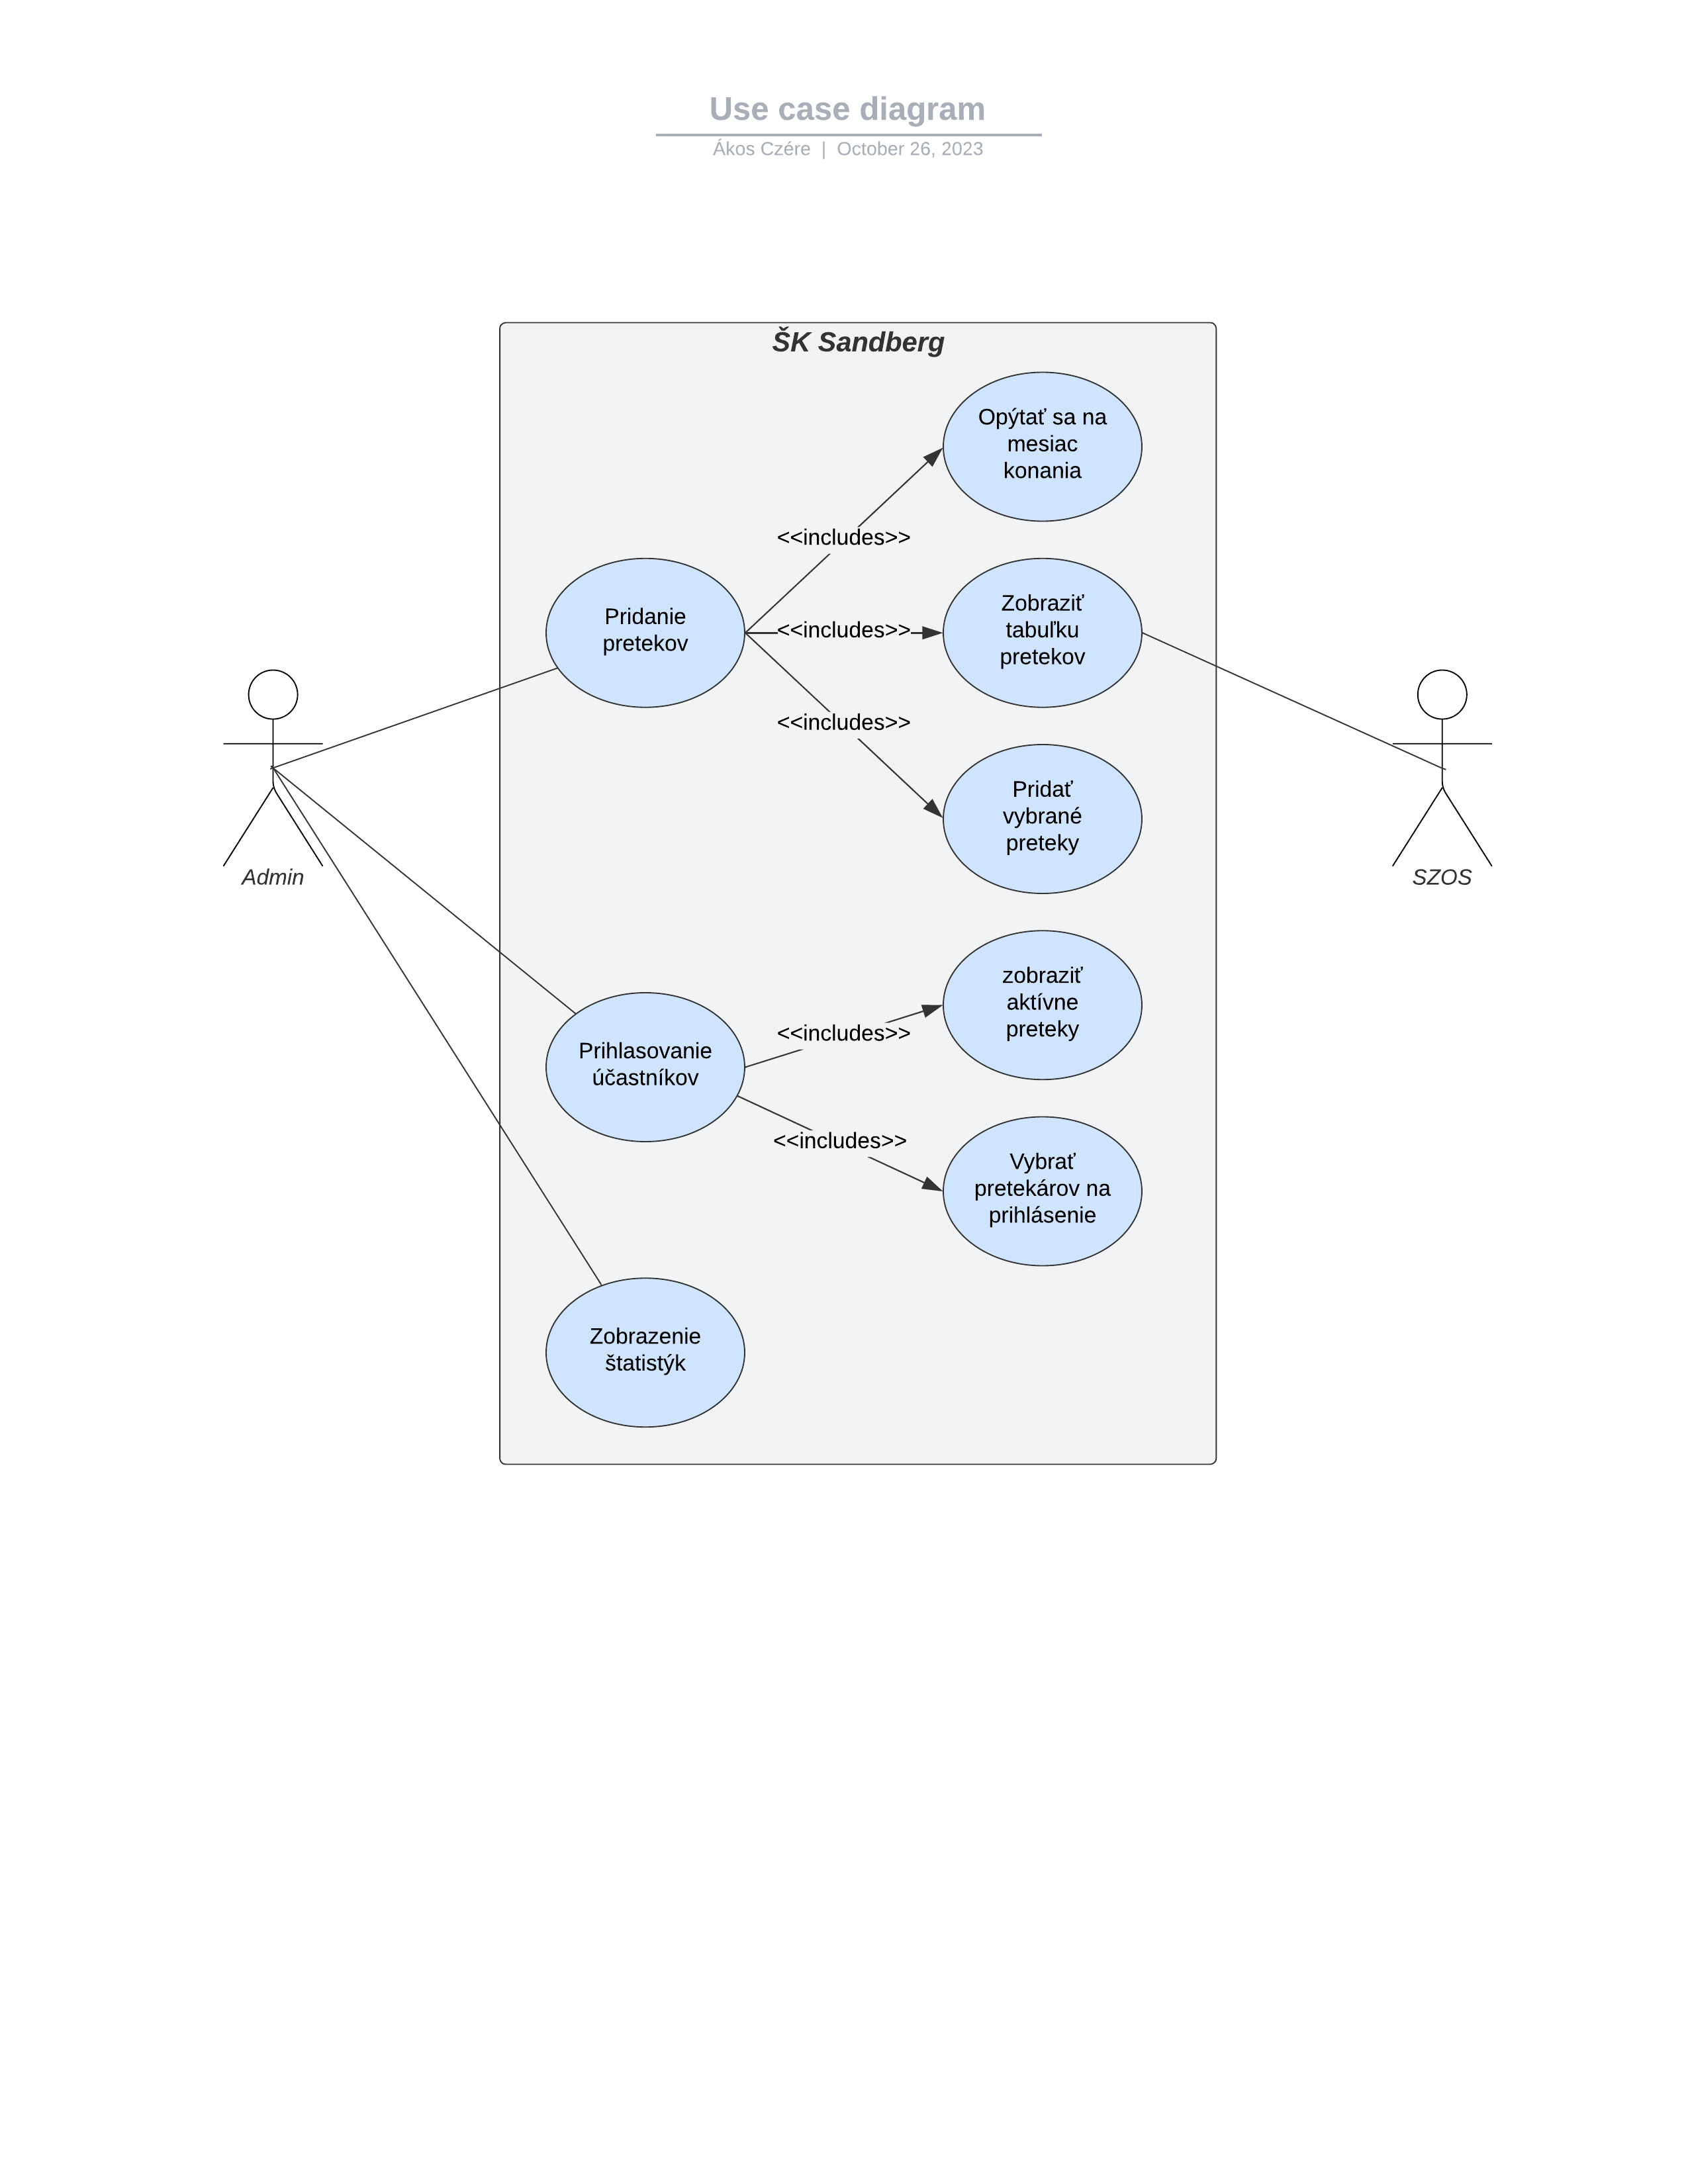 Use case diagram
Ákos Czére | October 26, 2023
ŠK Sandberg
Opýtať sa na
mesiac
konania
<<includes>>
Pridanie
pretekov
<<includes>>
Zobraziť
tabuľku
pretekov
<<includes>>
Pridať
vybrané
preteky
Admin
SZOS
zobraziť
aktívne
preteky
<<includes>>
Prihlasovanie
účastníkov
<<includes>>
Vybrať
pretekárov na
prihlásenie
Zobrazenie
štatistýk